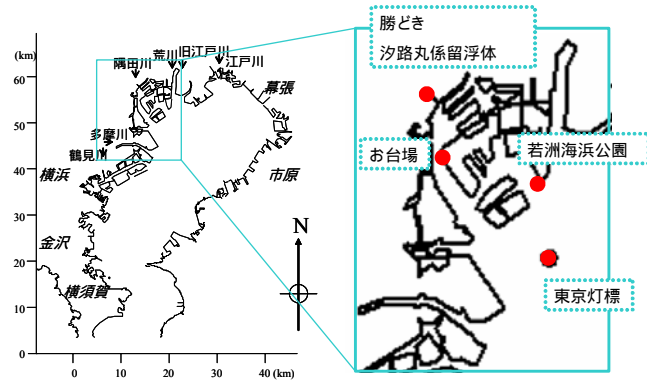 (km)
60
50
40
30
20
10
0
0
10
20
30
40 (km)
隅田川
荒川
旧江戸川
江戸川
幕張
多摩川
鶴見川
横浜
市原
金沢
横須賀
N
勝どき
汐路丸係留浮体
お台場
若洲海浜公園
東京灯標